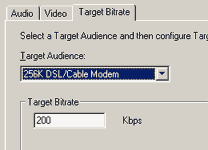 Audio Video Target Bitrate
Select a Target Audience and then configure Targ
Target Audience:
256K DSL/Cable Modem
Target Bitrate
200 Kbps